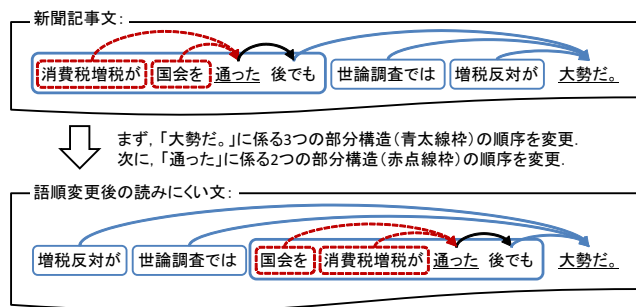 新聞記事文:
消費税増税が 国会を 通った 後でも 世論調査では 増税反対が 大勢だ。
まず，「大勢だ。」に係る3つの部分構造（青太線枠）の順序を変更．
次に，「通った」に係る2つの部分構造（赤点線枠）の順序を変更．
語順変更後の読みにくい文:
増税反対が 世論調査では 国会を 消費税増税が 通った 後でも 大勢だ。